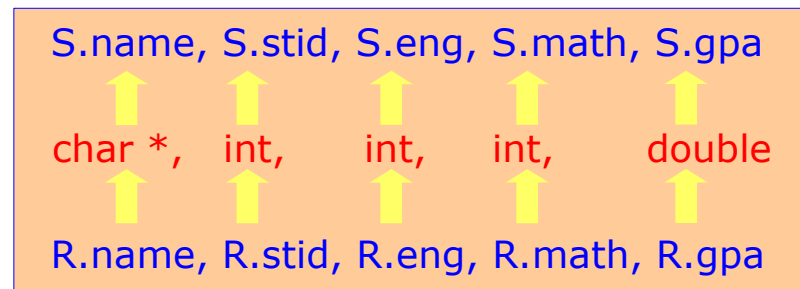 S.name, S.stid, S.eng, S.math, S.gpa
char *, int, int, int, double
R.name, R.stid, R.eng, R.math, R.gpa